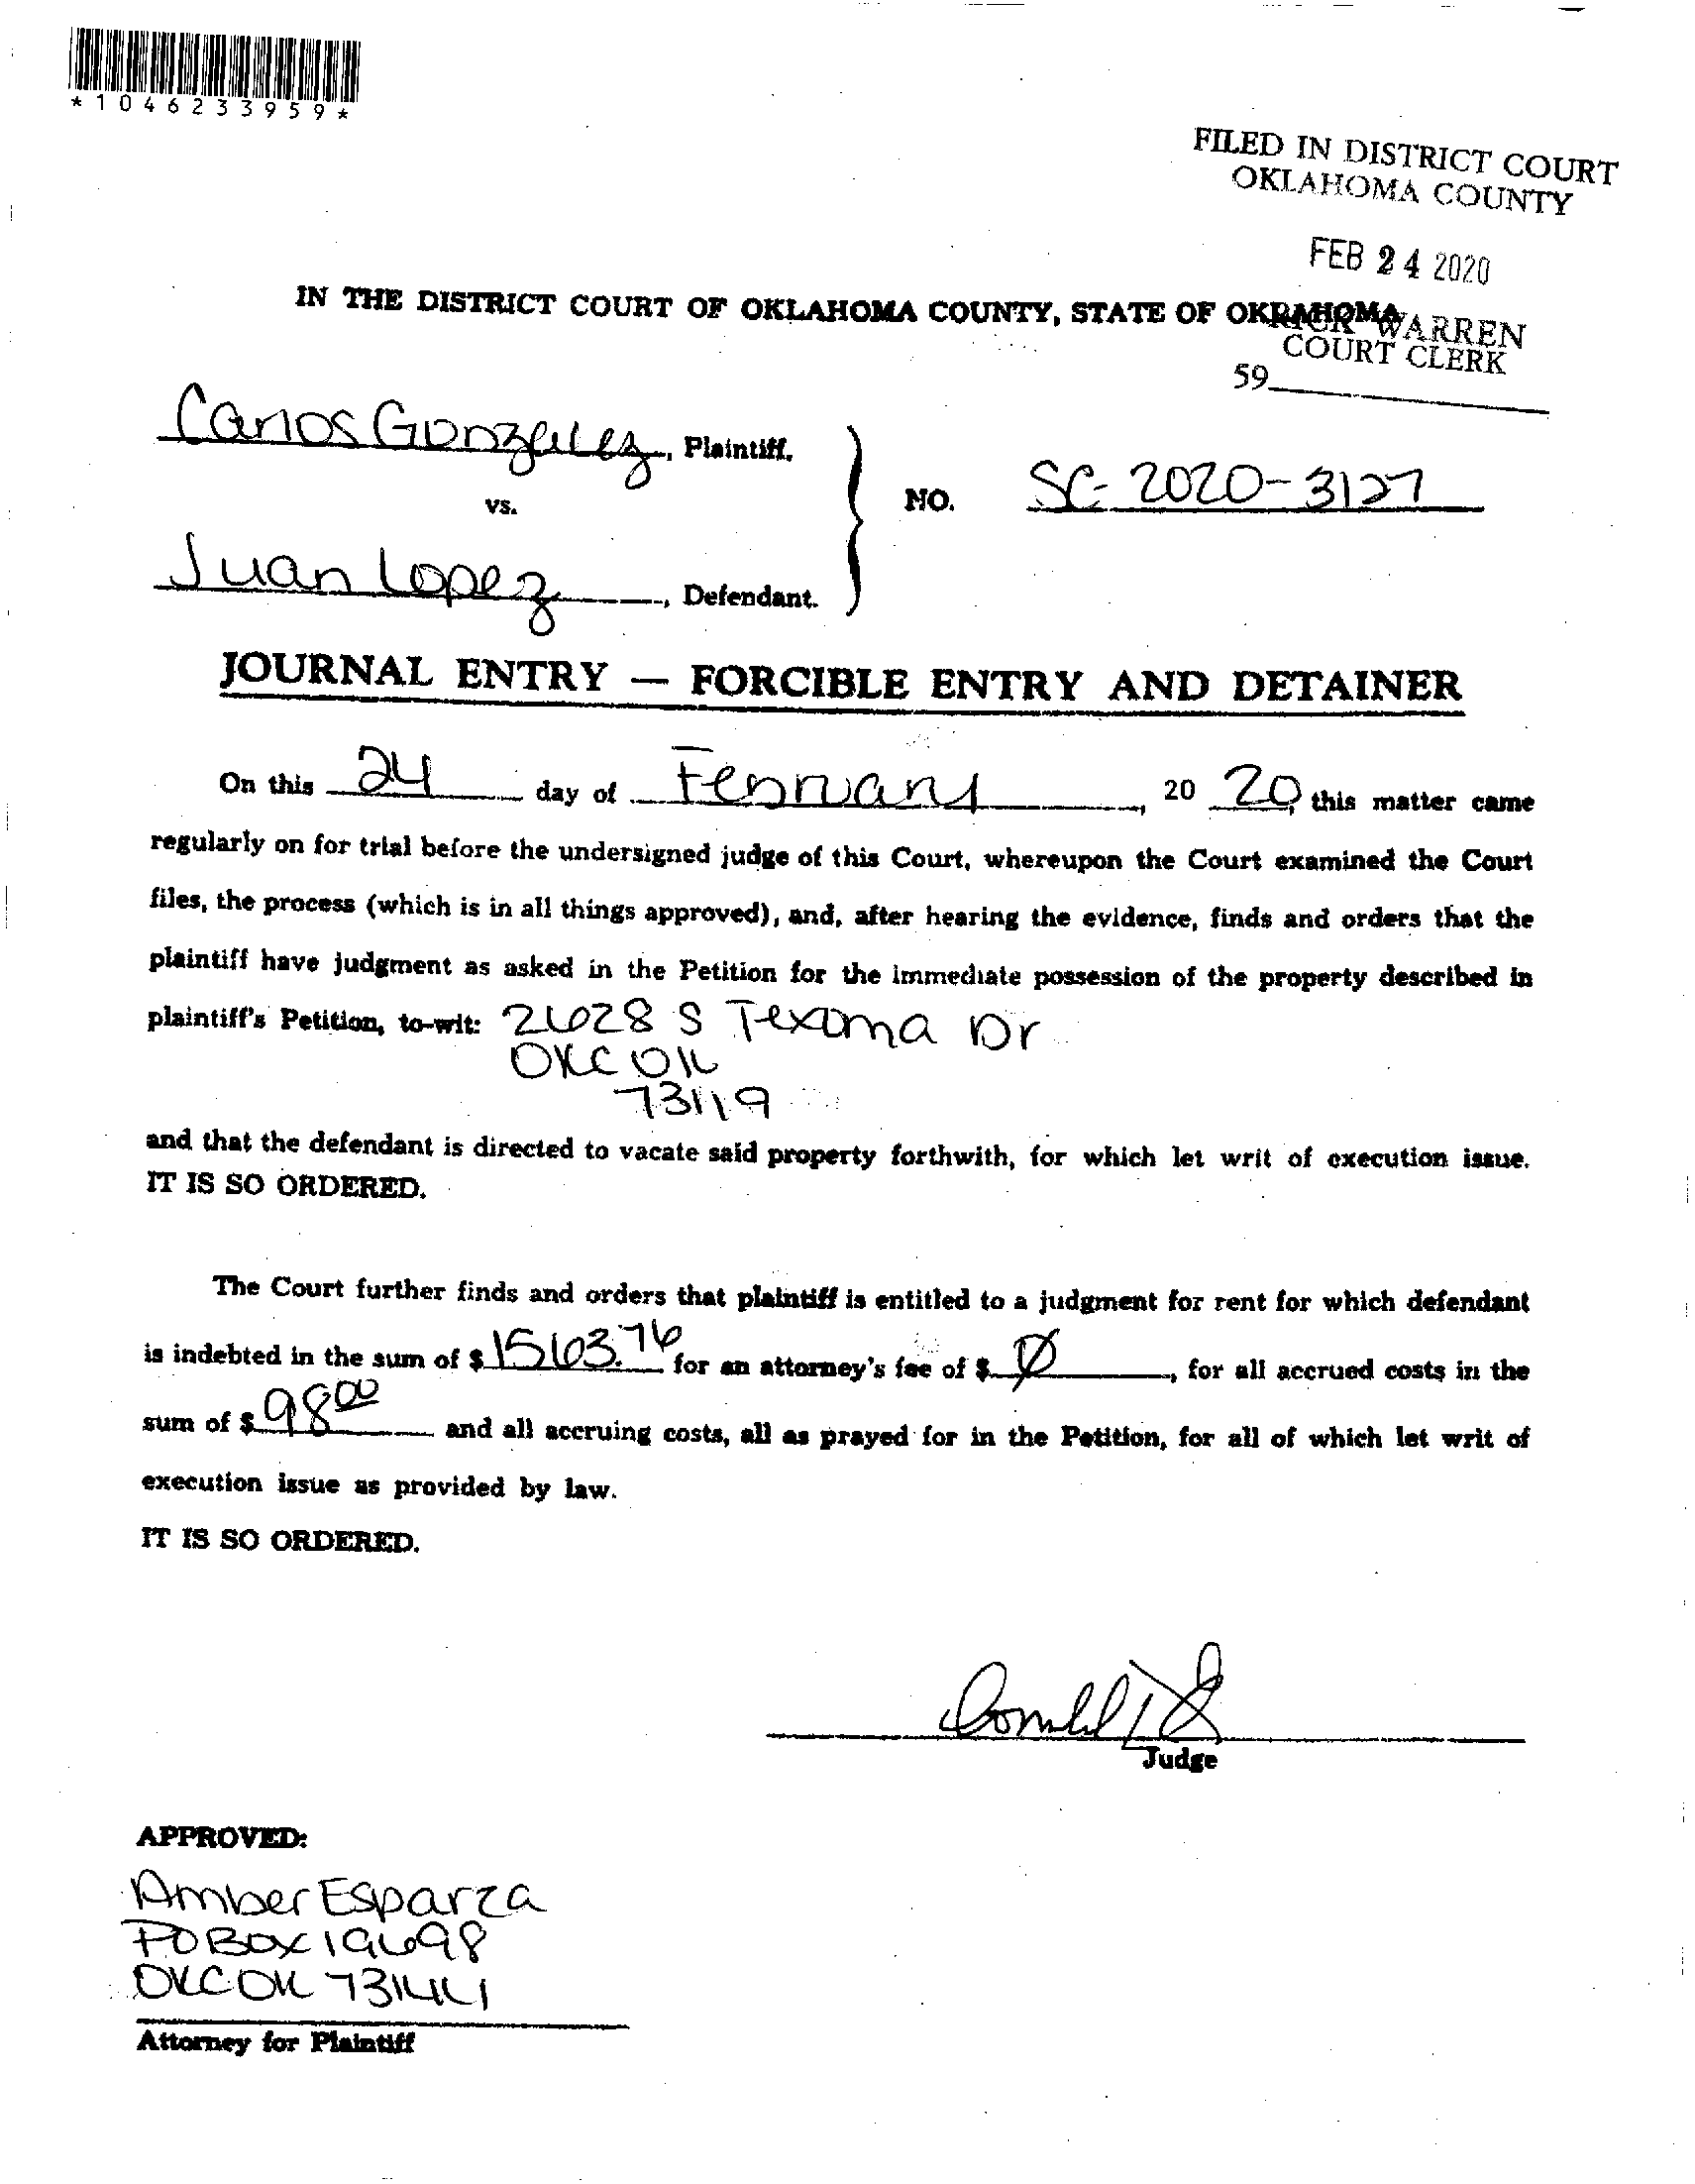 *1046233959*
FILED IN DISTRICT COURT
OKLAHOMA COUNTY
FEB 24 2020
IN THE DISTRICT COURT OF OKLAHOMA COUNTY, STATE OF OKLAHOMA
RICK WARREN
COURT CLERK
59
Carlos Gonzalez, Plaintiff,
vs.
NO. SC-2020-3127
Juan Lopez, Defendant.
JOURNAL ENTRY — FORCIBLE ENTRY AND DETAINER
On this 24 day of February, 20 20, this matter came
regularly on for trial before the undersigned judge of this Court, whereupon the Court examined the Court
files, the process (which is in all things approved), and, after hearing the evidence, finds and orders that the
plaintiff have judgment as asked in the Petition for the immediate possession of the property described in
plaintiff's Petition, to-wit: 2628 S Texoma Dr
OKC OK
73119
and that the defendant is directed to vacate said property forthwith, for which let writ of execution issue.
IT IS SO ORDERED.
The Court further finds and orders that plaintiff is entitled to a judgment for rent for which defendant
is indebted in the sum of $ 1563.76 for an attorney's fee of $ Ø, for all accrued costs in the
sum of $ 98.00 and all accruing costs, all as prayed for in the Petition, for all of which let writ of
execution issue as provided by law.
IT IS SO ORDERED.
Judge
APPROVED:
Amber Esparza
PO BOX 19698
OKC OK 73144
Attorney for Plaintiff